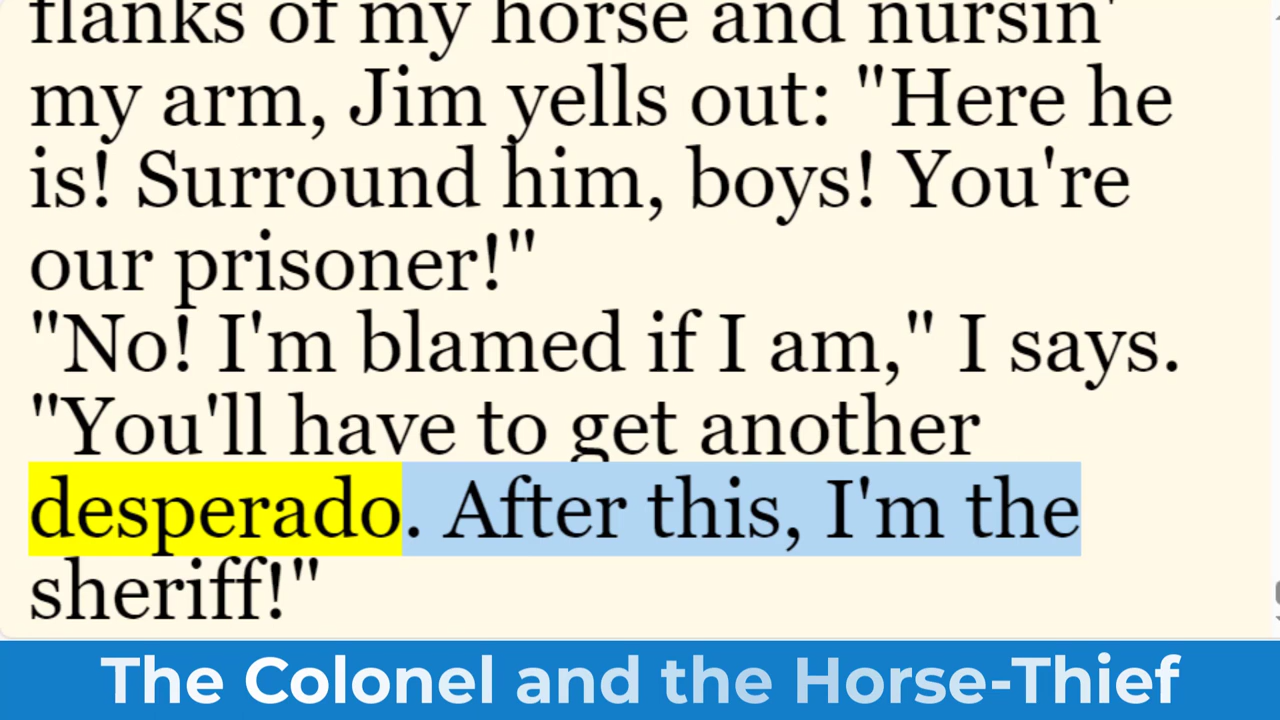 flanks of my horse and nursin'
my arm, Jim yells out: "Here he
is! Surround him, boys! You're
our prisoner!"
"No! I'm blamed if I am," I says.
"You'll have to get another
desperado. After this, I'm the
sheriff!"
The Colonel and the Horse-Thief